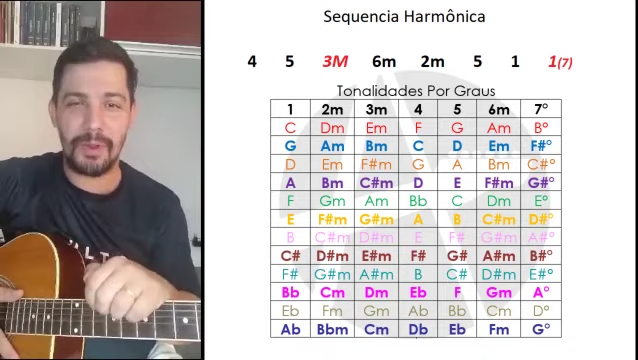 Sequencia Harmônica
4 5 3M 6m 2m 5 1 1(7)
Tonalidades Por Graus
1 2m 3m 4 5 6m 7°
C Dm Em F G Am B°
G Am Bm C D Em F#°
D Em F#m G A Bm C#°
A Bm C#m D E F#m G#°
F Gm Am Bb C Dm E°
E F#m G#m A B C#m D#°
B C#m D#m E F# G#m A#°
C# D#m E#m F# G# A#m B#°
F# G#m A#m B C# D#m E#°
Bb Cm Dm Eb F Gm A°
Eb Fm Gm Ab Bb Cm D°
Ab Bbm Cm Db Eb Fm G°